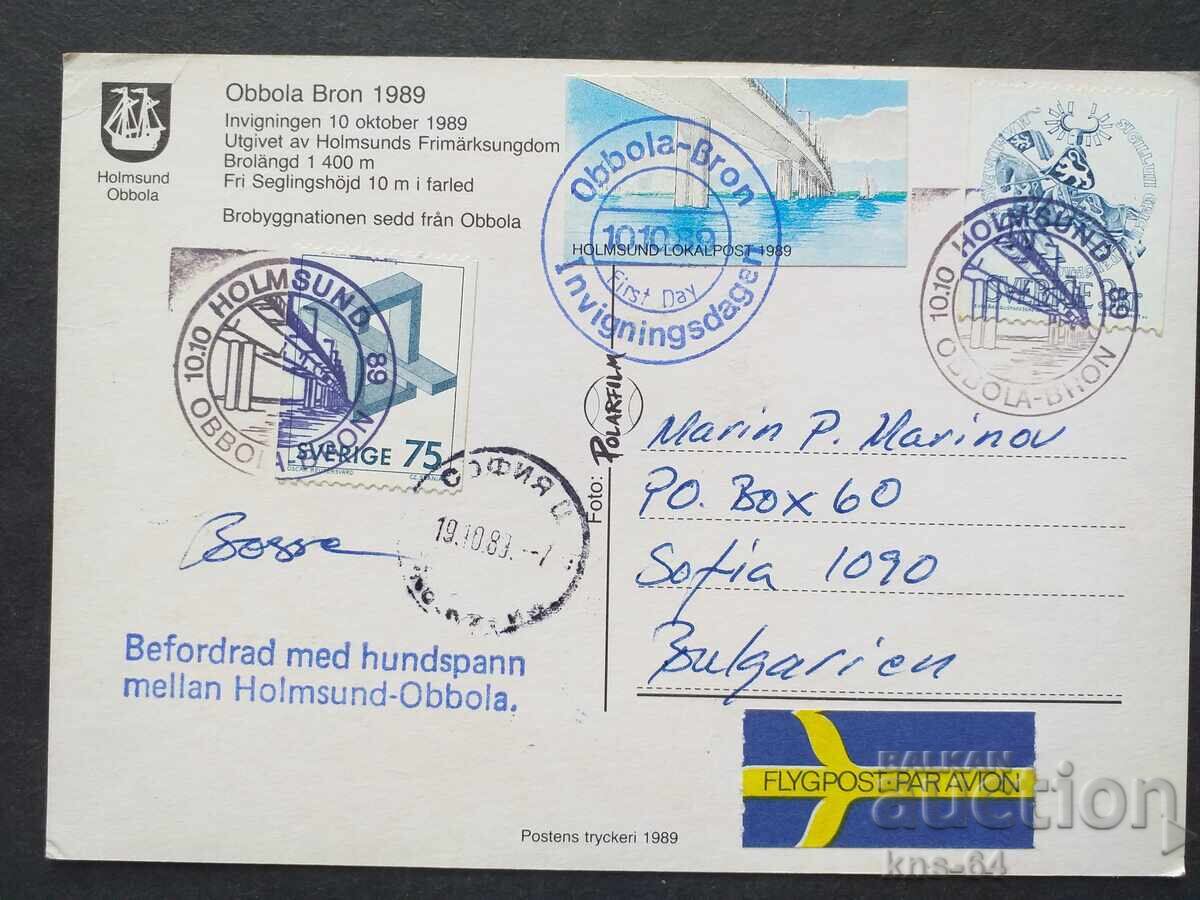 Holmsund
Obbola
Obbola Bron 1989
Invigningen 10 oktober 1989
Utgivet av Holmsunds Frimärksungdom
Brolängd 1 400 m
Fri Seglingshöjd 10 m i farled
Brobyggnationen sedd från Obbola
Obbola-Bron
10.10.89
First Day
Invigningsdagen
HOLMSUND LOKALPOST 1989
HOLMSUND
10.10
89
OBBOLA-BRON
SVERIGE
HOLMSUND
10.10
89
OBBOLA-BRON
SVERIGE 75
OSCAR REUTERSVÄRD
Foto: POLARFILM
СОФИЯ Ц
19.10.89.--7
Bosse
Befordrad med hundspann
mellan Holmsund-Obbola.
Marin P. Marinov
PO. Box 60
Sofia 1090
Bulgarien
FLYGPOST-PAR AVION
Postens tryckeri 1989
BALKAN
auction
kns-64